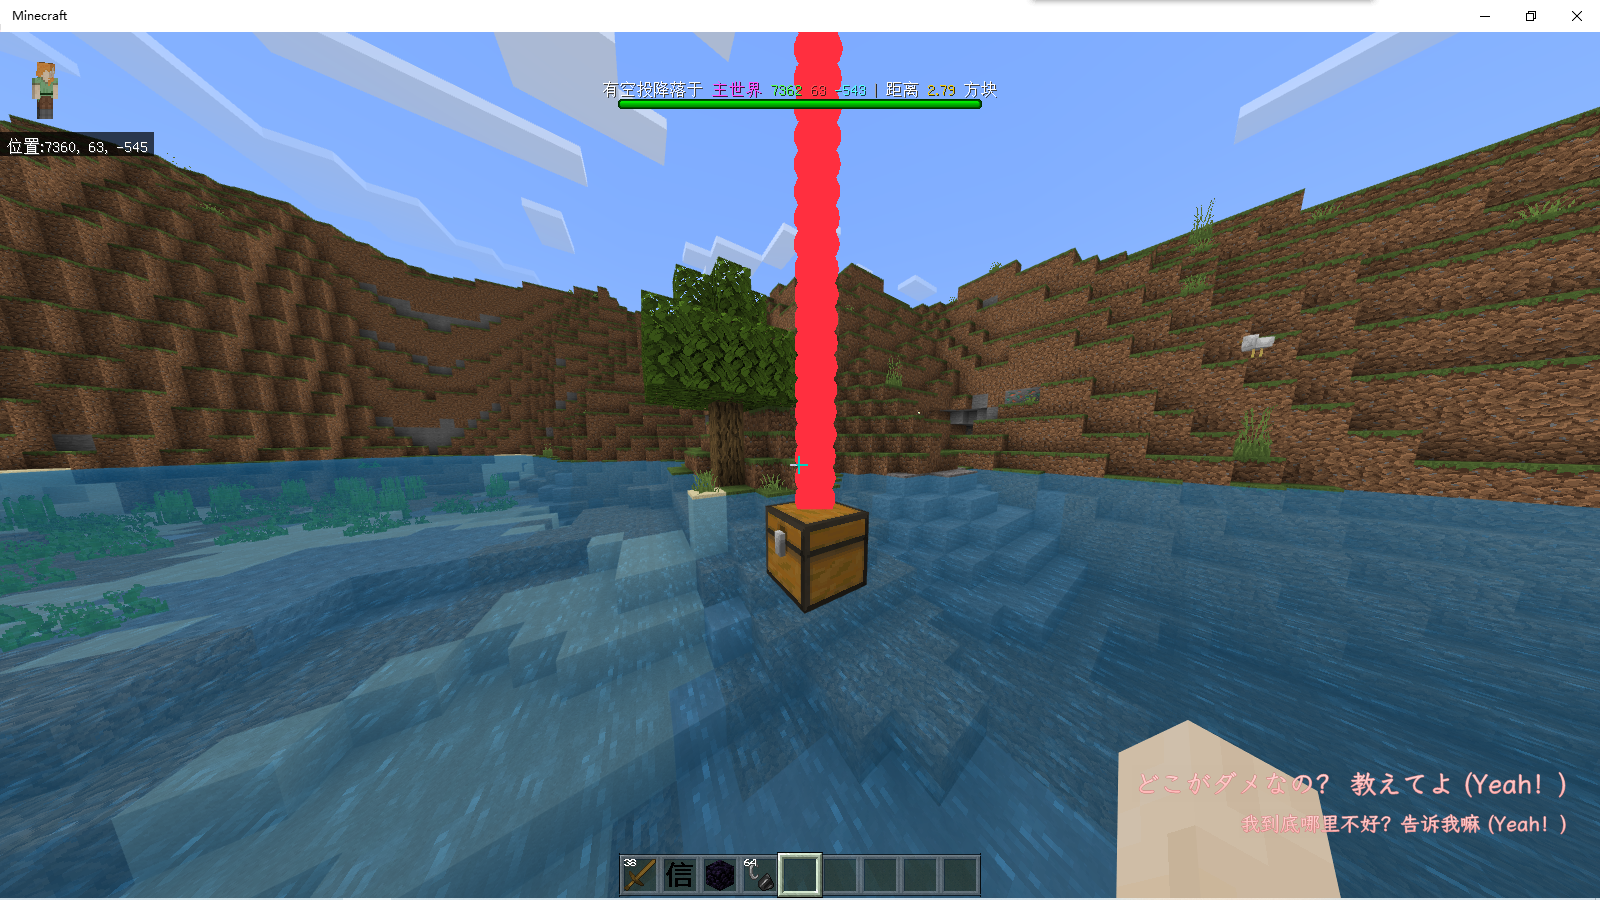 Minecraft
有空投降落于 主世界 7362 63 -543 | 距离 2.79 方块
位置:7360, 63, -545
どこがダメなの? 教えてよ (Yeah! )
我到底哪里不好? 告诉我嘛 (Yeah! )
38 信 64